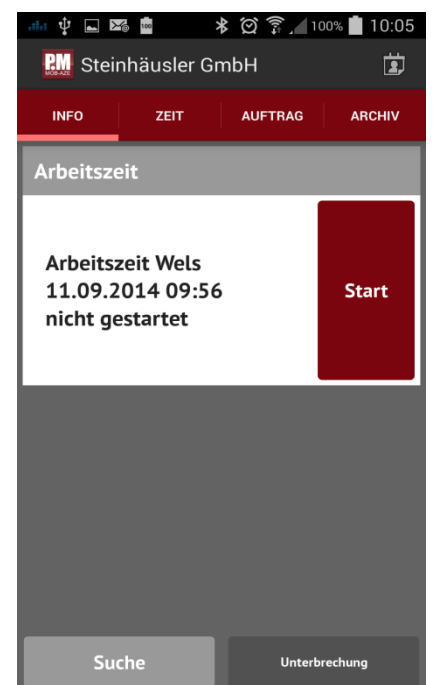 100 100% 10:05
P.M MOB-AZE Steinhäusler GmbH
INFO ZEIT AUFTRAG ARCHIV
Arbeitszeit
Arbeitszeit Wels
11.09.2014 09:56
nicht gestartet
Start
Suche Unterbrechung